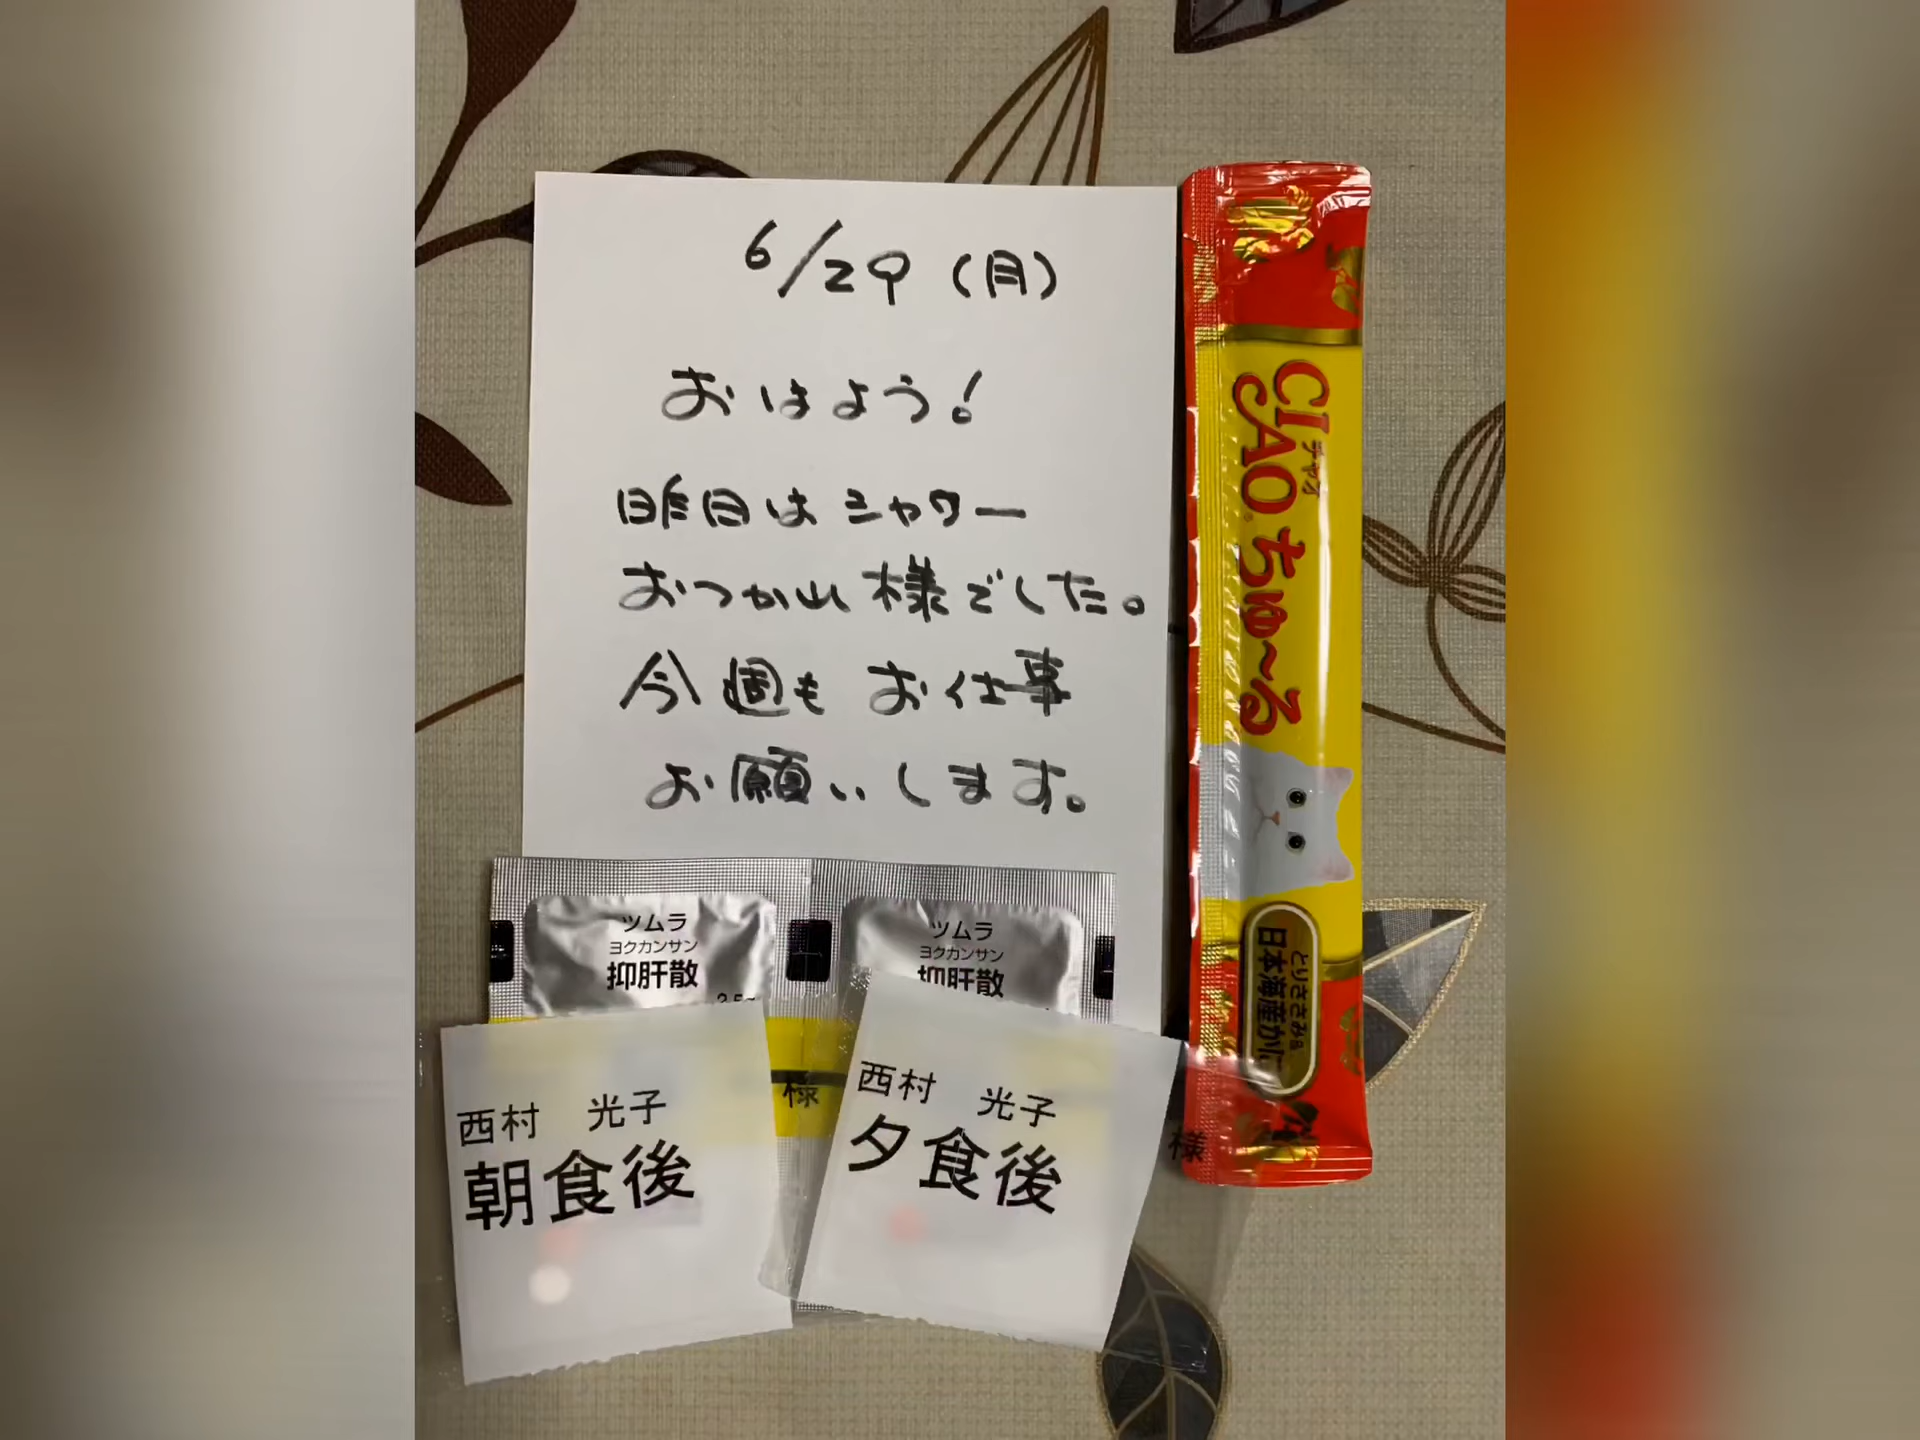 6/29 (月)
おはよう!
昨日はシャワー
おつかれ様でした。
今週もお仕事
お願いします。
CIAO
チャオ
ちゅ〜る
とりささみ&
日本海産かに
ツムラ
ヨクカンサン
抑肝散
2.5g
ツムラ
ヨクカンサン
抑肝散
西村 光子 様
朝食後
西村 光子 様
夕食後